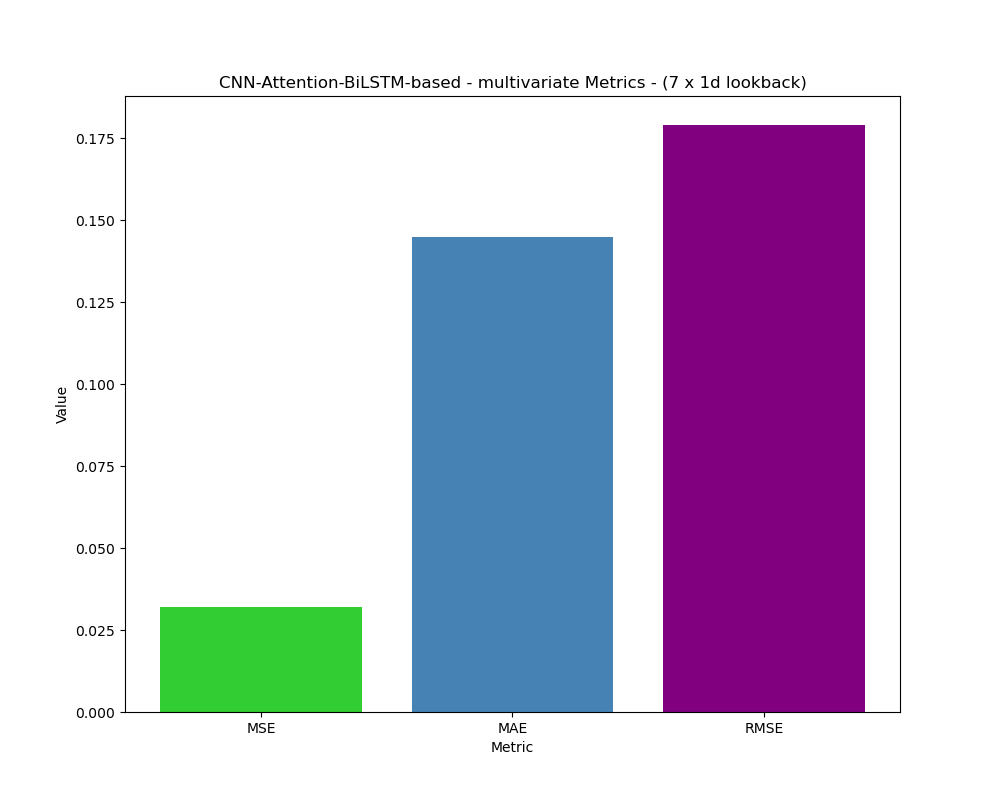 CNN-Attention-BiLSTM-based - multivariate Metrics - (7 x 1d lookback)
0.175
0.150
0.125
0.100
0.075
0.050
0.025
0.000
Value
MSE
MAE
RMSE
Metric